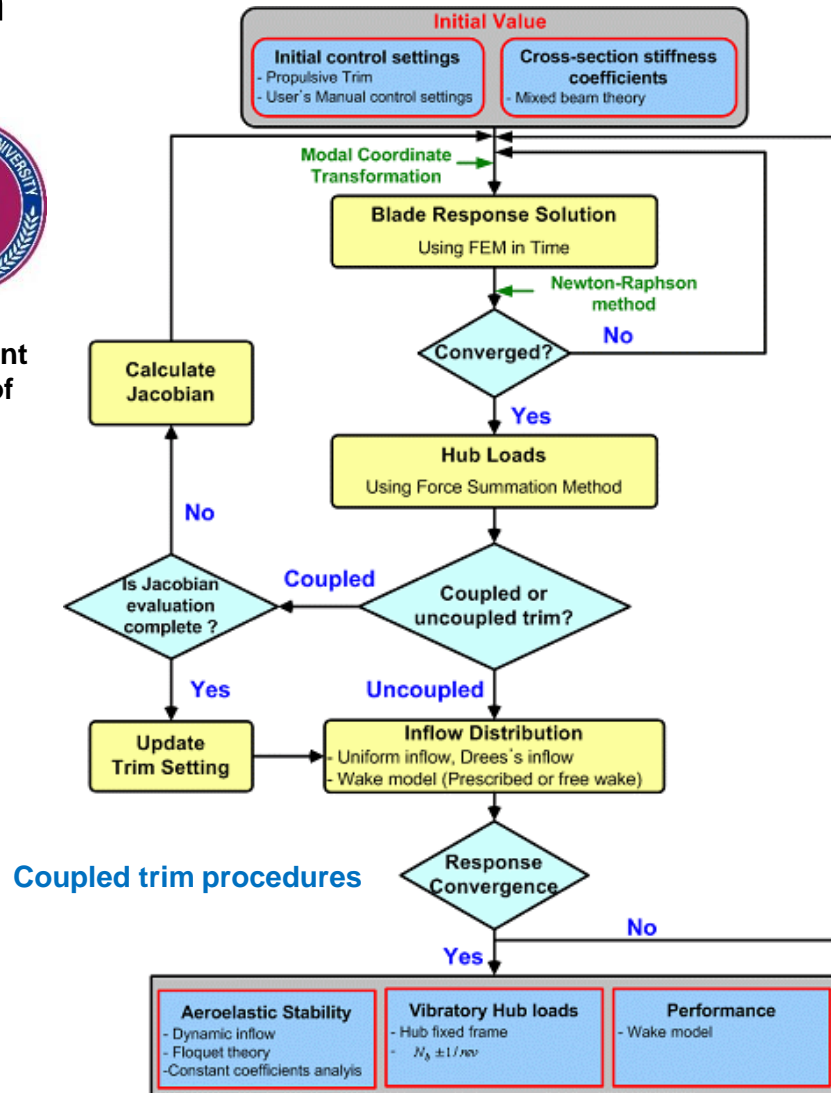 Initial Value
Initial control settings
- Propulsive Trim
- User's Manual control settings
Cross-section stiffness
coefficients
- Mixed beam theory
Modal Coordinate
Transformation
Blade Response Solution
Using FEM in Time
Newton-Raphson
method
Converged?
No
Yes
Calculate
Jacobian
Hub Loads
Using Force Summation Method
No
Is Jacobian
evaluation
complete ?
Coupled
Coupled or
uncoupled trim?
Yes
Uncoupled
Update
Trim Setting
Inflow Distribution
- Uniform inflow, Drees's inflow
- Wake model (Prescribed or free wake)
Coupled trim procedures
Response
Convergence
No
Yes
Aeroelastic Stability
- Dynamic inflow
- Floquet theory
-Constant coefficients analyis
Vibratory Hub loads
- Hub fixed frame
- N_b ±1/rev
Performance
- Wake model
of